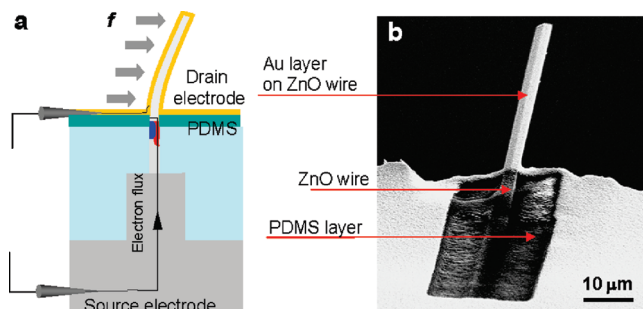 a
f
Drain
electrode
PDMS
Electron flux
Source electrode
Au layer
on ZnO wire
ZnO wire
PDMS layer
b
10 μm